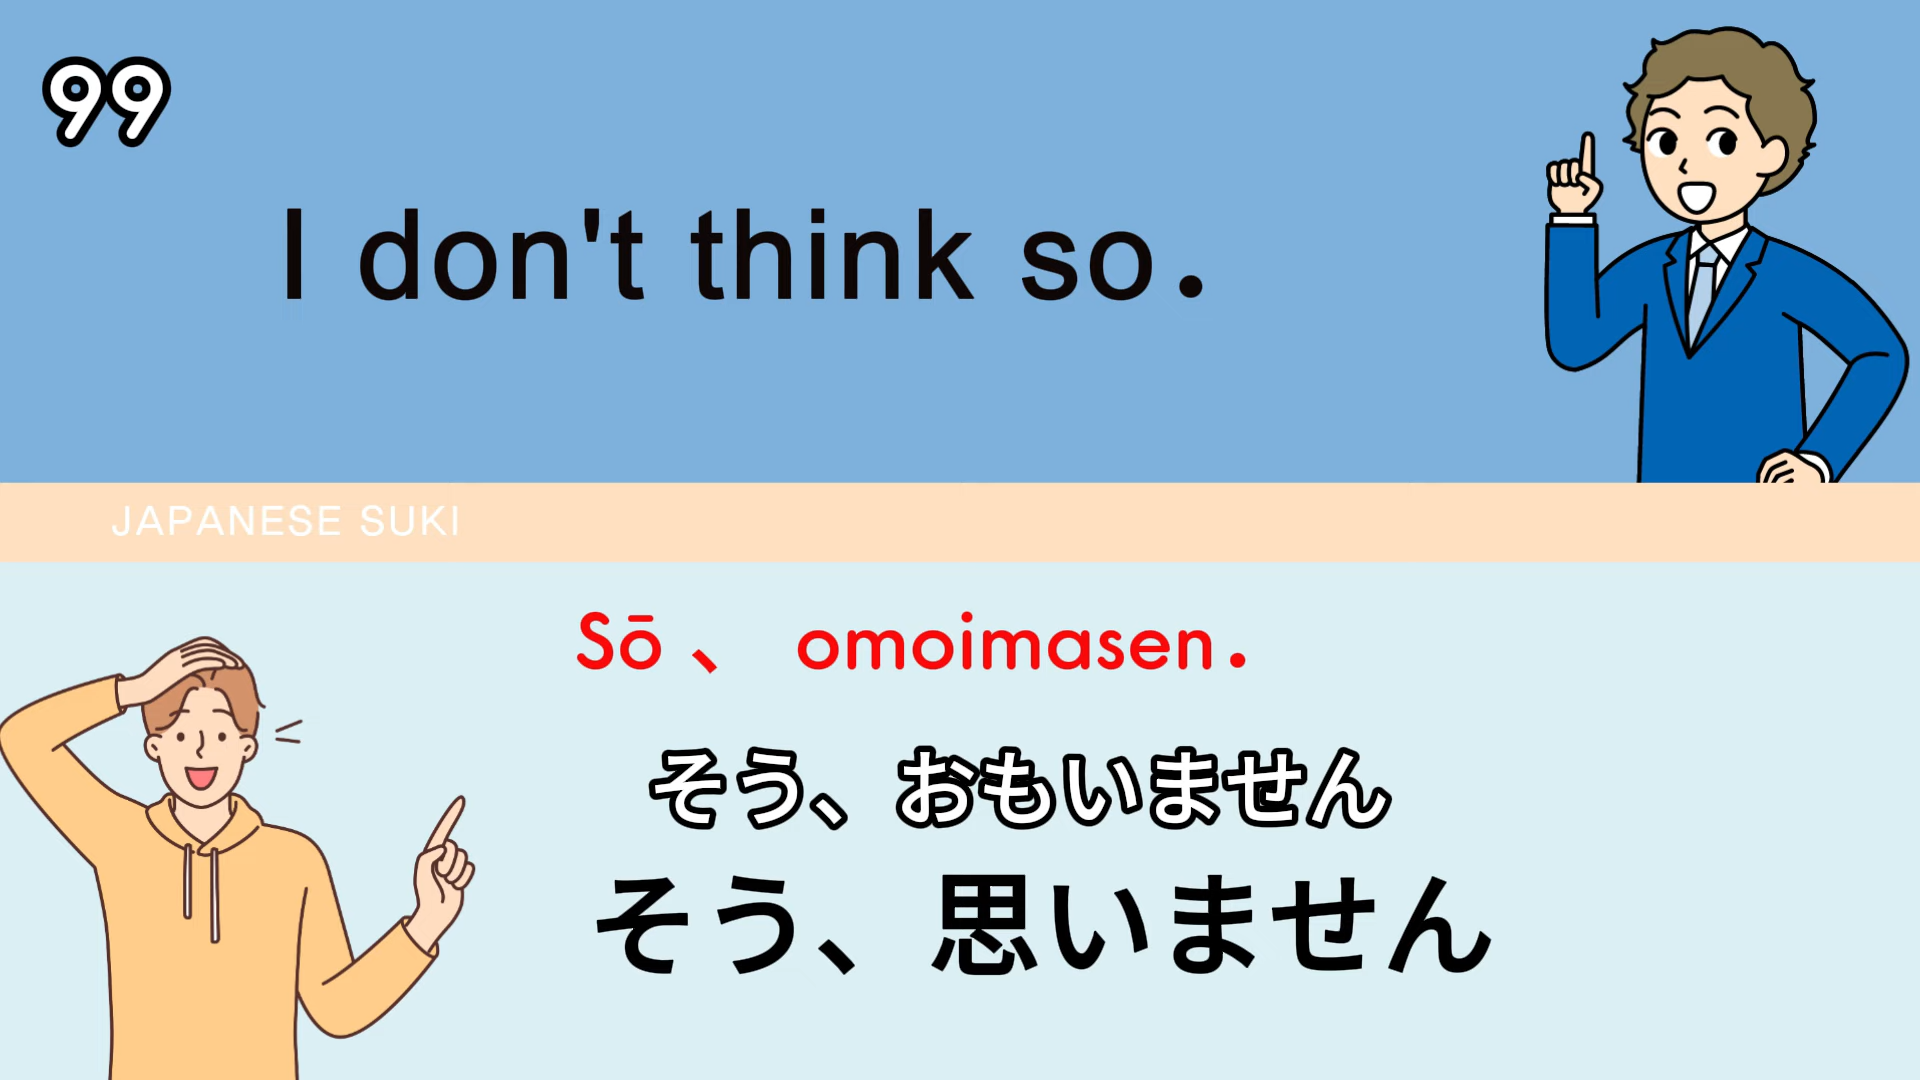 99
I don't think so.
JAPANESE SUKI
Sō 、 omoimasen.
そう、おもいません
そう、思いません